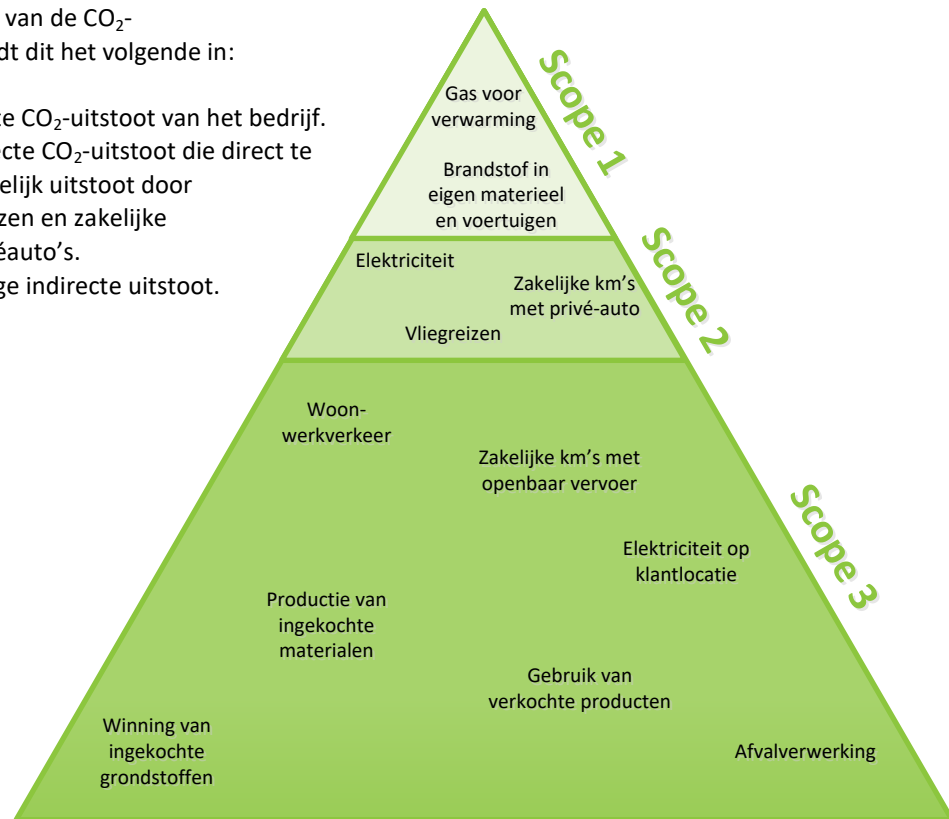 van de CO₂-
dt dit het volgende in:
te CO₂-uitstoot van het bedrijf.
ecte CO₂-uitstoot die direct te
elijk uitstoot door
zen en zakelijke
éauto's.
ge indirecte uitstoot.
Gas voor
verwarming
Brandstof in
eigen materieel
en voertuigen
Scope 1
Elektriciteit
Zakelijke km's
met privé-auto
Vliegreizen
Scope 2
Woon-
werkverkeer
Zakelijke km's met
openbaar vervoer
Elektriciteit op
klantlocatie
Productie van
ingekochte
materialen
Gebruik van
verkochte producten
Winning van
ingekochte
grondstoffen
Afvalverwerking
Scope 3